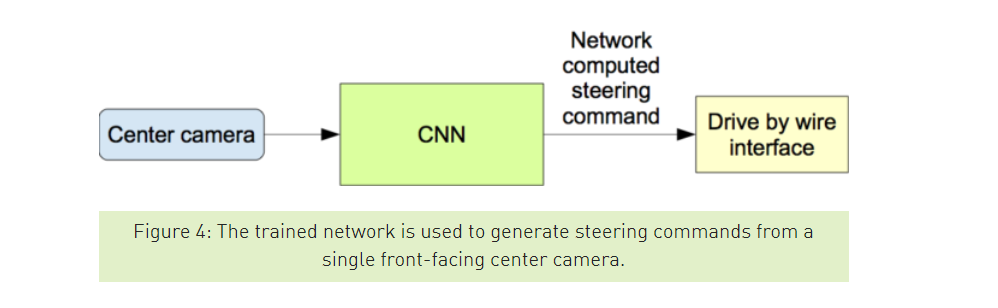 Network
computed
steering
command
Center camera
CNN
Drive by wire
interface
Figure 4: The trained network is used to generate steering commands from a
single front-facing center camera.